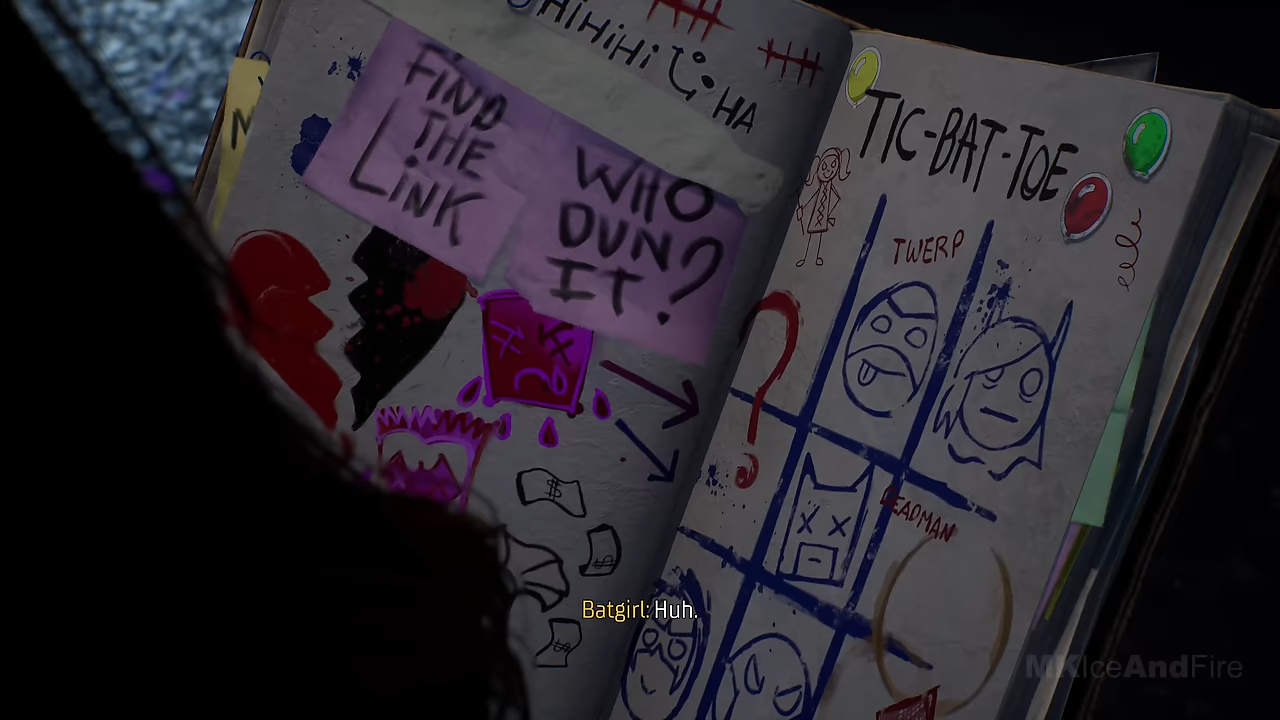 HiHiHi
HA
FIND
THE
LiNK
WHO
DUN
IT?
M
$
$
$
TIC-BAT-TOE
TWERP
?
X X
DEADMAN
Batgirl: Huh.
MKIceAndFire